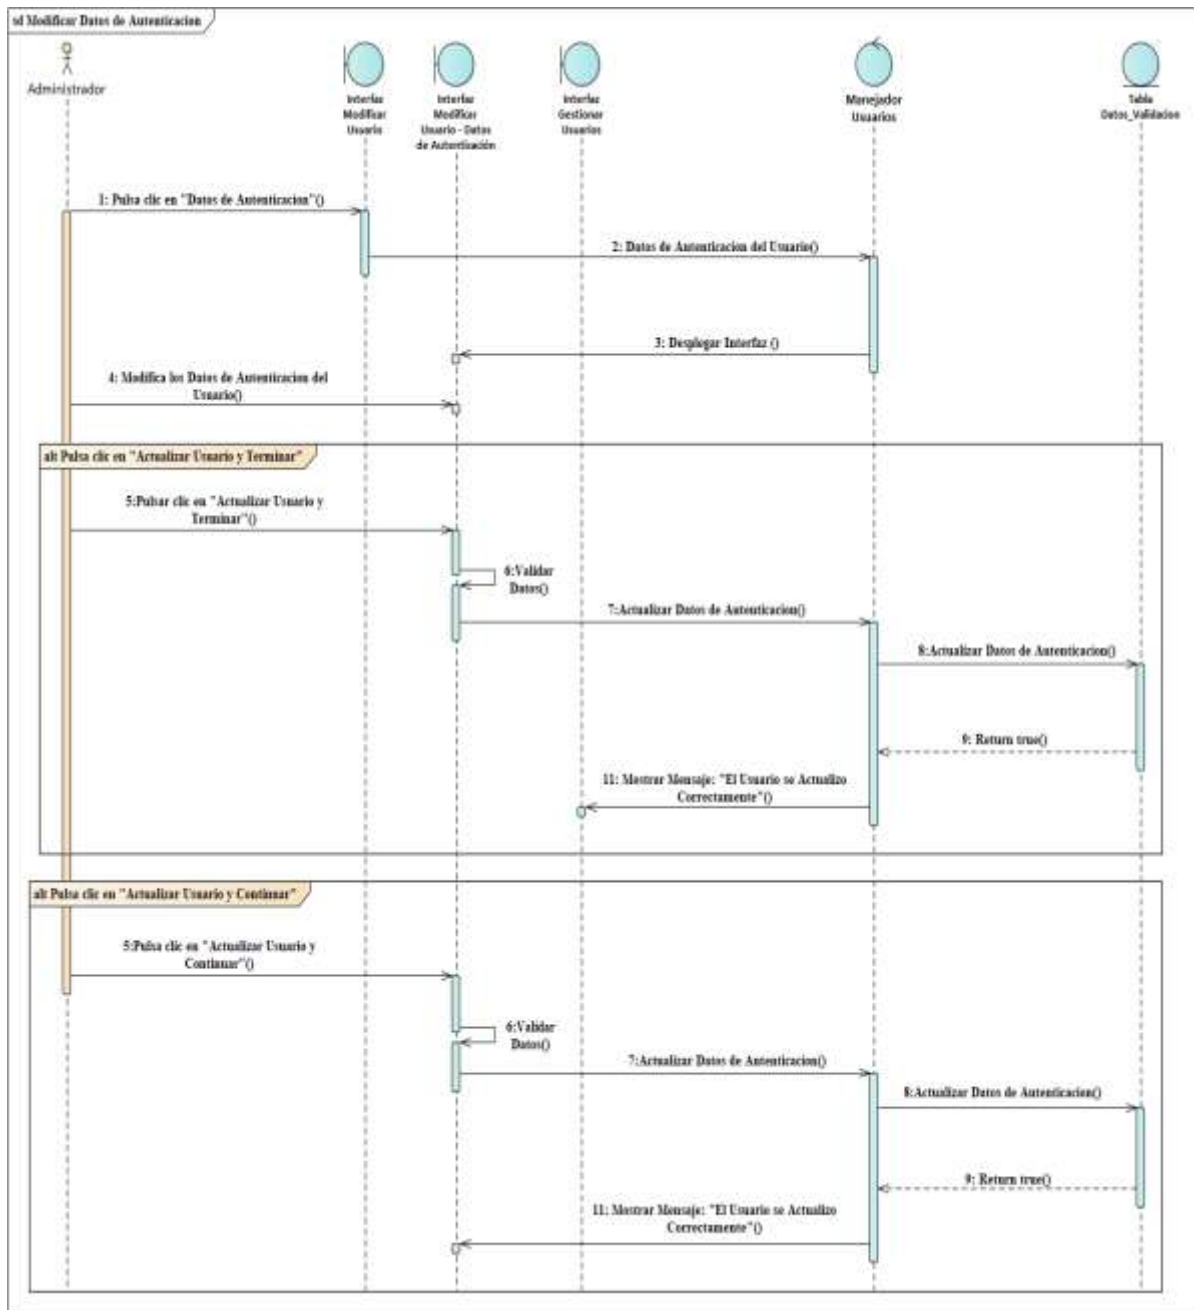 sd Modificar Datos de Autenticacion
Administrador
Interfaz
Modificar
Usuario
Interfaz
Modificar
Usuario - Datos
de Autenticación
Interfaz
Gestionar
Usuarios
Manejador
Usuarios
Tabla
Datos_Validacion
1: Pulsa clic en "Datos de Autenticacion"()
2: Datos de Autenticacion del Usuario()
3: Desplegar Interfaz ()
4: Modifica los Datos de Autenticacion del
Usuario()
alt Pulsa clic en "Actualizar Usuario y Terminar"
5:Pulsar clic en "Actualizar Usuario y
Terminar"()
6:Validar
Datos()
7:Actualizar Datos de Autenticacion()
8:Actualizar Datos de Autenticacion()
9: Return true()
11: Mostrar Mensaje: "El Usuario se Actualizo
Correctamente"()
alt Pulsa clic en "Actualizar Usuario y Continuar"
5:Pulsa clic en "Actualizar Usuario y
Continuar"()
6:Validar
Datos()
7:Actualizar Datos de Autenticacion()
8:Actualizar Datos de Autenticacion()
9: Return true()
11: Mostrar Mensaje: "El Usuario se Actualizo
Correctamente"()